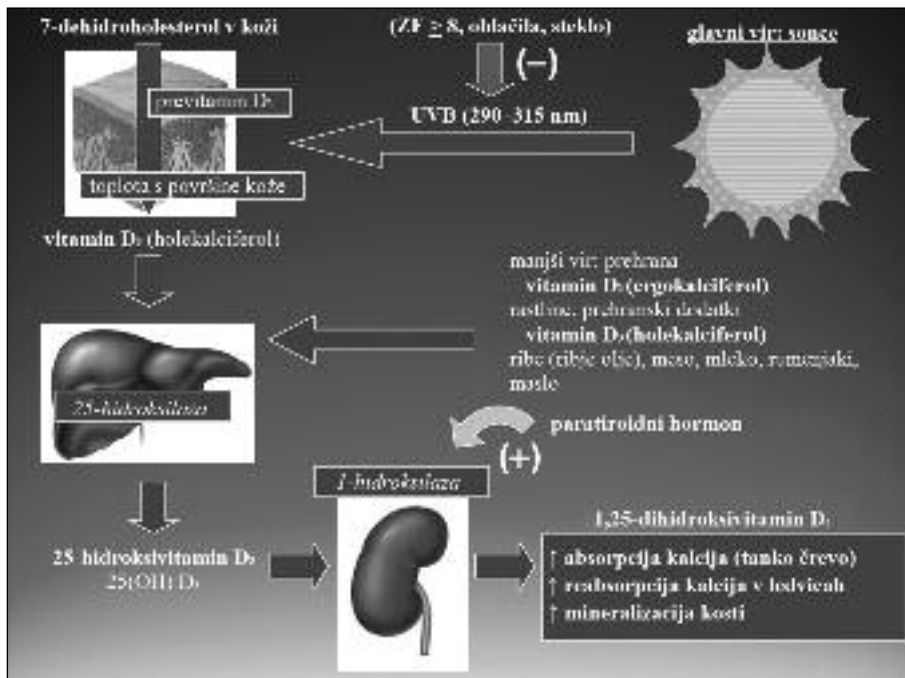 7-dehidroholesterol v koži
(ZF ≥ 8, oblačila, steklo)
glavni vir: sonce
(–)
previtamin D₃
UVB (290–315 nm)
toplota s površine kože
vitamin D₃ (holekalciferol)
manjši vir: prehrana
vitamin D₂ (ergokalciferol)
rastline, prehranski dodatki
vitamin D₃ (holekalciferol)
ribe (ribje olje), meso, mleko, rumenjaki,
maslo
25-hidroksilaza
paratiroidni hormon
(+)
1-hidroksilaza
25 hidroksivitamin D₃
25(OH) D₃
1,25-dihidroksivitamin D₃
↑ absorpcija kalcija (tanko črevo)
↑ reabsorpcija kalcija v ledvicah
↑ mineralizacija kosti